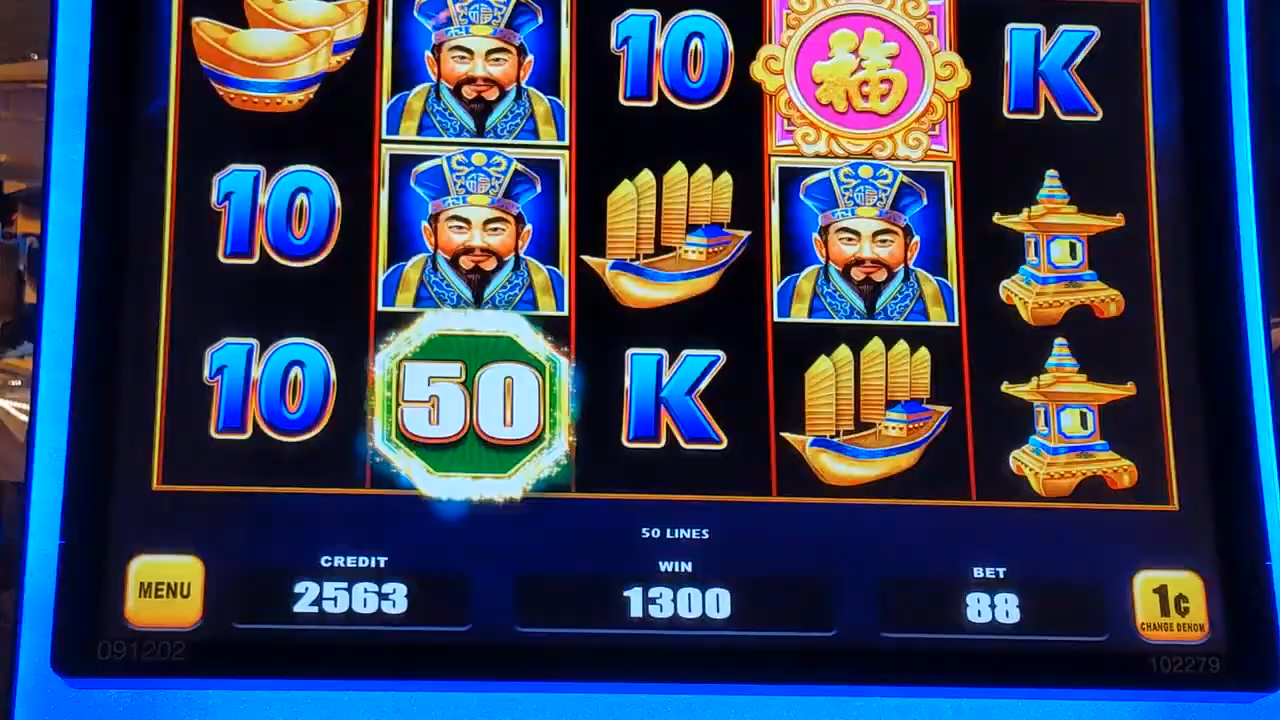 10
福
K
10
10
50
K
50 LINES
MENU
CREDIT
2563
WIN
1300
BET
88
1¢
CHANGE DENOM
091202
102279